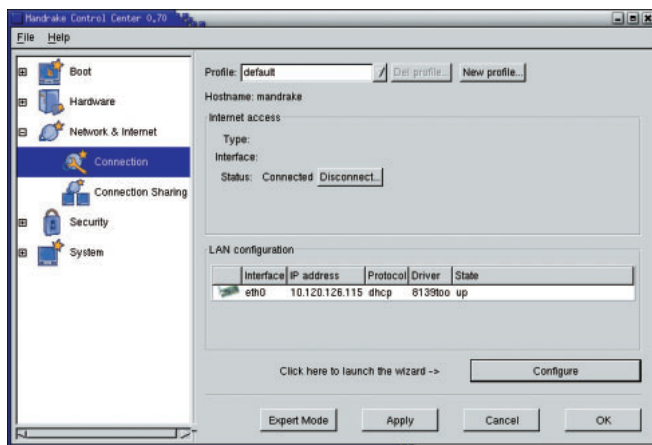 Mandrake Control Center 0.70
File Help
Boot
Hardware
Network & Internet
Connection
Connection Sharing
Security
System
Profile: default Del profile... New profile...
Hostname: mandrake
Internet access
Type:
Interface:
Status: Connected Disconnect...
LAN configuration
Interface IP address Protocol Driver State
eth0 10.120.126.115 dhcp 8139too up
Click here to launch the wizard -> Configure
Expert Mode Apply Cancel OK